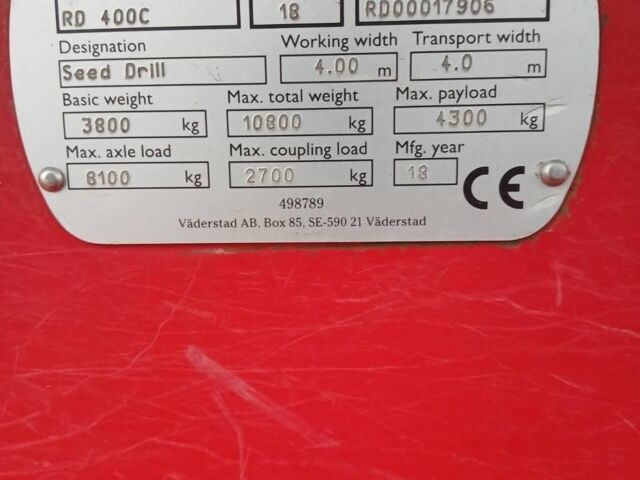 RD 400C 18 RD00017906
Designation Working width Transport width
Seed Drill 4.00 m 4.0 m
Basic weight Max. total weight Max. payload
3800 kg 10800 kg 4300 kg
Max. axle load Max. coupling load Mfg. year
8100 kg 2700 kg 18 CE
498789
Väderstad AB, Box 85, SE-590 21 Väderstad